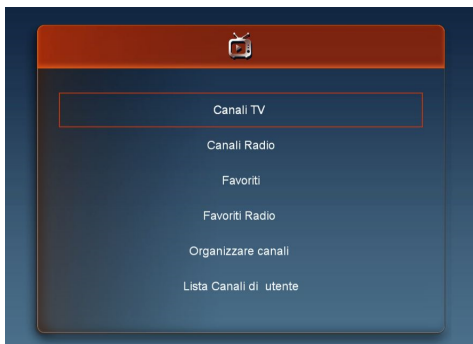 Canali TV
Canali Radio
Favoriti
Favoriti Radio
Organizzare canali
Lista Canali di  utente